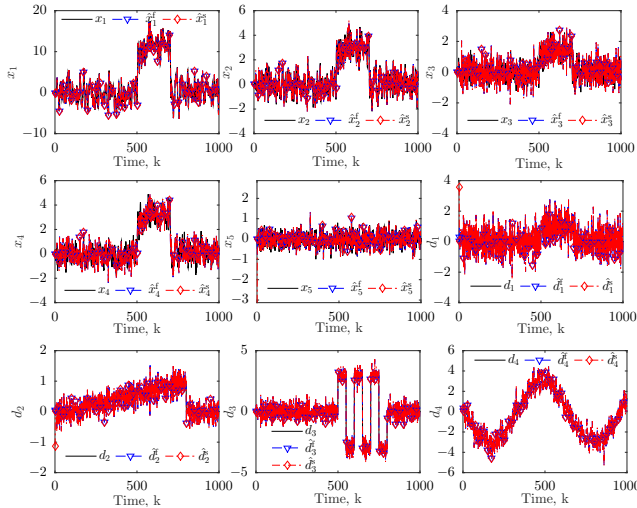 20
10
0
-10
x₁
x₁ x̂₁ᶠ x̂₁ˢ
0 500 1000
Time, k
6
4
2
0
-2
-4
x₂
x₂ x̂₂ᶠ x̂₂ˢ
0 500 1000
Time, k
4
2
0
-2
-4
x₃
x₃ x̂₃ᶠ x̂₃ˢ
0 500 1000
Time, k
6
4
2
0
-2
-4
x₄
x₄ x̂₄ᶠ x̂₄ˢ
0 500 1000
Time, k
2
0
-2
-3
x₅
x₅ x̂₅ᶠ x̂₅ˢ
0 500 1000
Time, k
4
2
0
-2
-4
d₁
d₁ d̂₁ᶠ d̂₁ˢ
0 500 1000
Time, k
2
1
0
-1
-2
d₂
d₂ d̂₂ᶠ d̂₂ˢ
0 500 1000
Time, k
5
0
-5
d₃
d₃
d̂₃ᶠ
d̂₃ˢ
0 500 1000
Time, k
6
4
2
0
-2
-4
-6
d₄
d₄ d̂₄ᶠ d̂₄ˢ
0 500 1000
Time, k